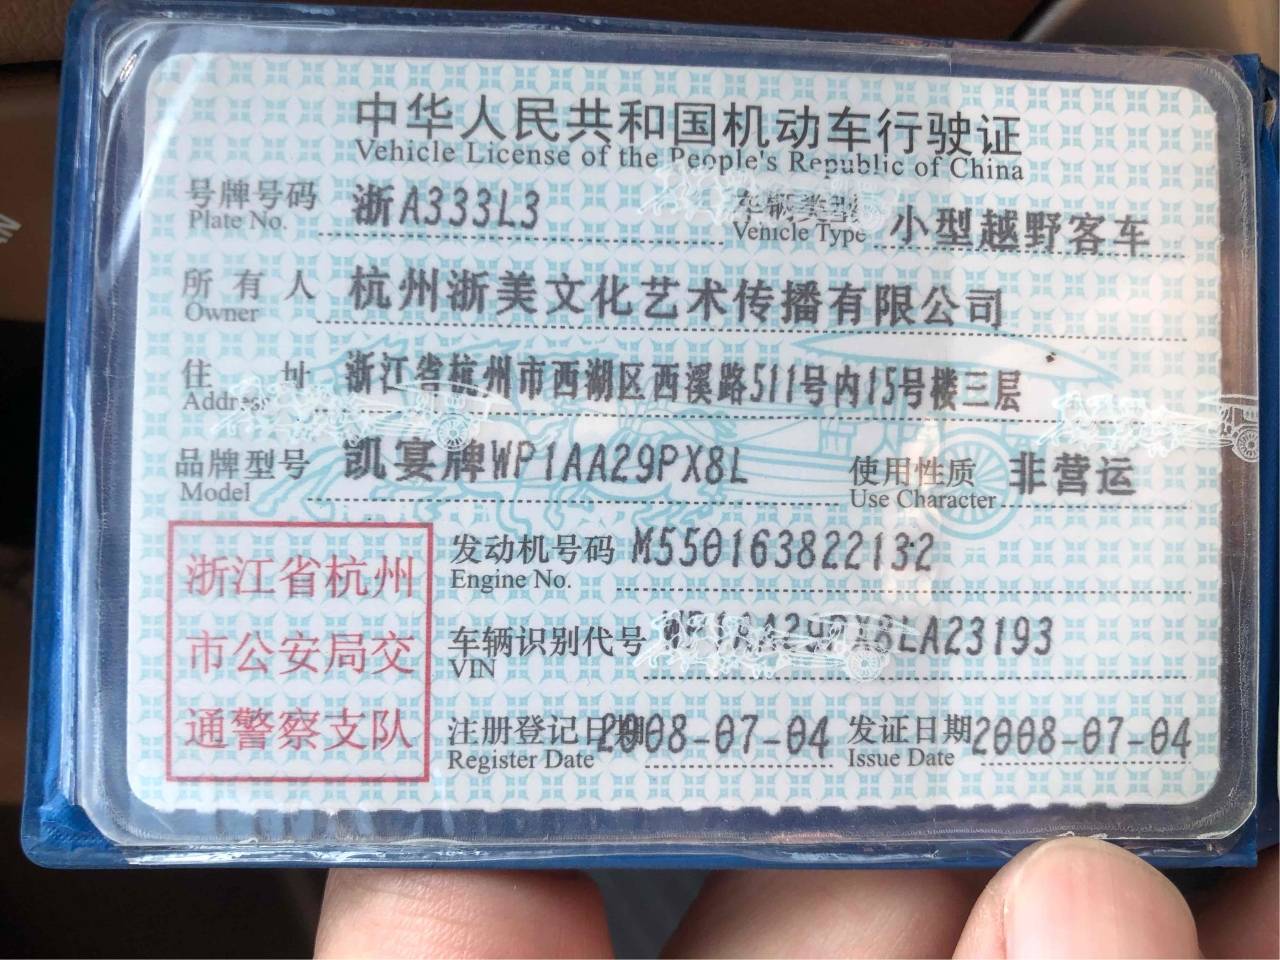 中华人民共和国机动车行驶证
Vehicle License of the People's Republic of China
号牌号码 浙A333L3 车辆类型 小型越野客车
Plate No. Vehicle Type
所有人 杭州浙美文化艺术传播有限公司
Owner
住址 浙江省杭州市西湖区西溪路511号内15号楼三层
Address
品牌型号 凯宴牌WP1AA29PX8L 使用性质 非营运
Model Use Character
浙江省杭州
市公安局交
通警察支队
发动机号码 M550163822132
Engine No.
车辆识别代号 WP1AA29PX8LA23193
VIN
注册登记日期 2008-07-04 发证日期 2008-07-04
Register Date Issue Date